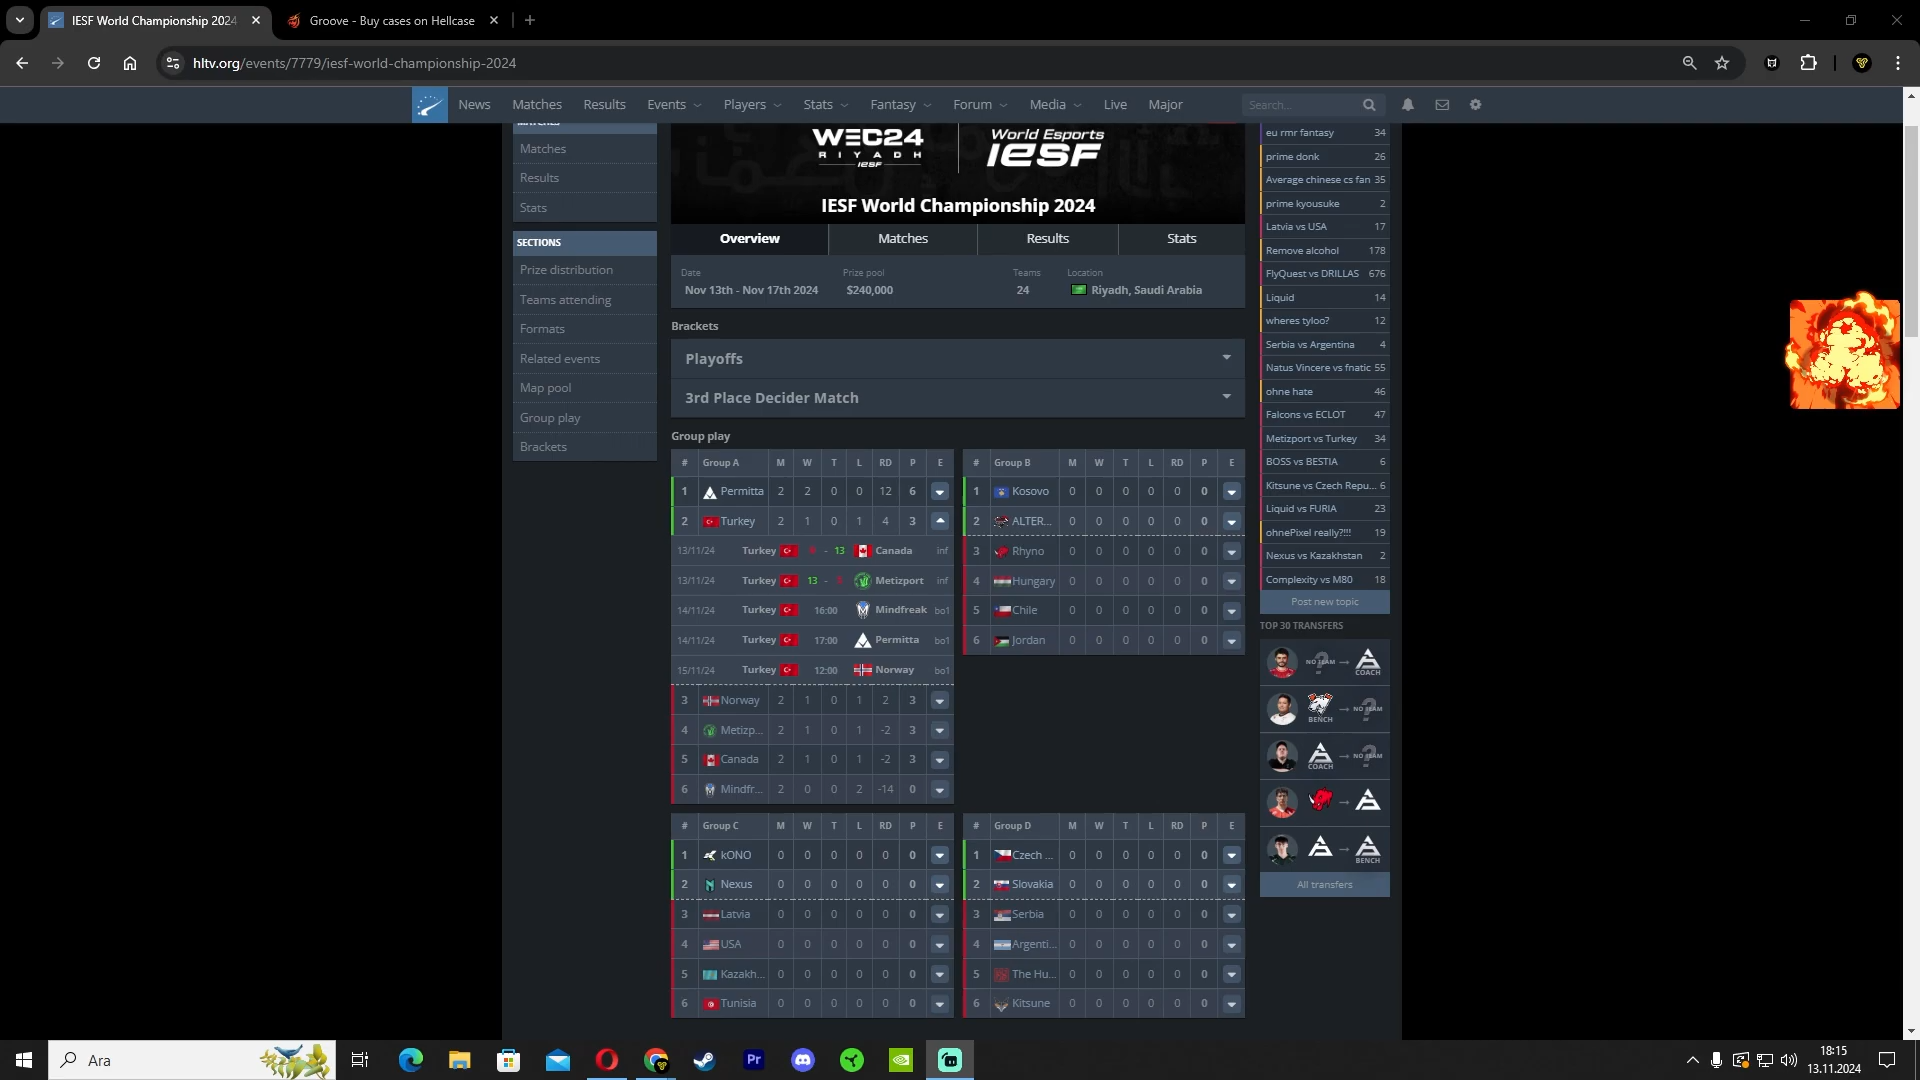 IESF World Championship 2024
Groove - Buy cases on Hellcase
hltv.org/events/7779/iesf-world-championship-2024
News Matches Results Events Players Stats Fantasy Forum Media Live Major Search...
MATCHES
Matches
Results
Stats
SECTIONS
Prize distribution
Teams attending
Formats
Related events
Map pool
Group play
Brackets
WEC24
RIYADH
IESF
World Esports
IESF
IESF World Championship 2024
Overview Matches Results Stats
Date Prize pool Teams Location
Nov 13th - Nov 17th 2024 $240,000 24 Riyadh, Saudi Arabia
Brackets
Playoffs
3rd Place Decider Match
Group play
# Group A M W T L RD P E
1 Permitta 2 2 0 0 12 6
2 Turkey 2 1 0 1 4 3
13/11/24 Turkey - 13 Canada inf
13/11/24 Turkey 13 - Metizport inf
14/11/24 Turkey 16:00 Mindfreak bo1
14/11/24 Turkey 17:00 Permitta bo1
15/11/24 Turkey 12:00 Norway bo1
3 Norway 2 1 0 1 2 3
4 Metizp... 2 1 0 1 -2 3
5 Canada 2 1 0 1 -2 3
6 Mindfr... 2 0 0 2 -14 0
# Group B M W T L RD P E
1 Kosovo 0 0 0 0 0 0
2 ALTER... 0 0 0 0 0 0
3 Rhyno 0 0 0 0 0 0
4 Hungary 0 0 0 0 0 0
5 Chile 0 0 0 0 0 0
6 Jordan 0 0 0 0 0 0
# Group C M W T L RD P E
1 kONO 0 0 0 0 0 0
2 Nexus 0 0 0 0 0 0
3 Latvia 0 0 0 0 0 0
4 USA 0 0 0 0 0 0
5 Kazakh... 0 0 0 0 0 0
6 Tunisia 0 0 0 0 0 0
# Group D M W T L RD P E
1 Czech ... 0 0 0 0 0 0
2 Slovakia 0 0 0 0 0 0
3 Serbia 0 0 0 0 0 0
4 Argenti... 0 0 0 0 0 0
5 The Hu... 0 0 0 0 0 0
6 Kitsune 0 0 0 0 0 0
eu rmr fantasy 34
prime donk 26
Average chinese cs fan 35
prime kyousuke 2
Latvia vs USA 17
Remove alcohol 178
FlyQuest vs DRILLAS 676
Liquid 14
wheres tyloo? 12
Serbia vs Argentina 4
Natus Vincere vs fnatic 55
ohne hate 46
Falcons vs ECLOT 47
Metizport vs Turkey 34
BOSS vs BESTIA 6
Kitsune vs Czech Repu... 6
Liquid vs FURIA 23
ohnePixel really?!!! 19
Nexus vs Kazakhstan 2
Complexity vs M80 18
Post new topic
TOP 30 TRANSFERS
NO TEAM COACH
BENCH NO TEAM
COACH NO TEAM
BENCH
All transfers
Ara
Pr
18:15
13.11.2024